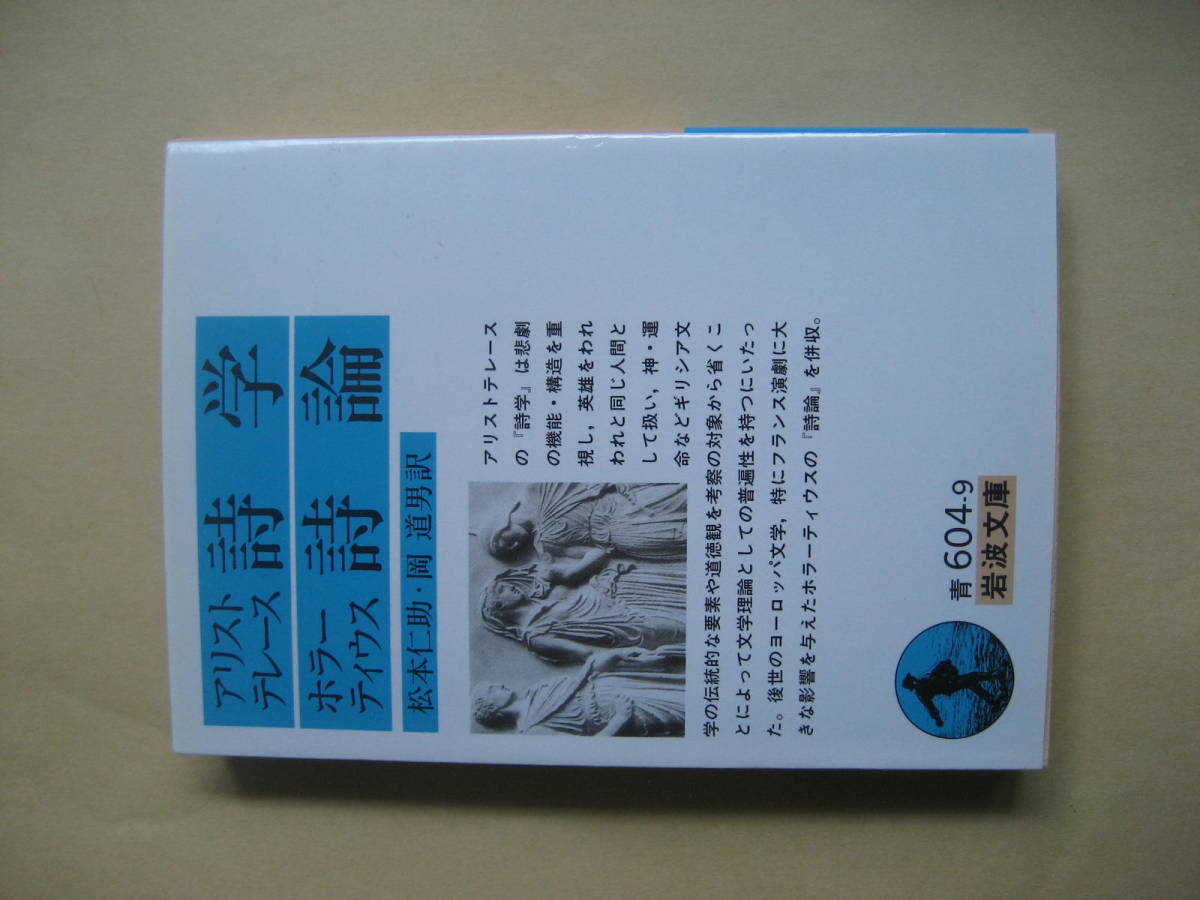 アリストテレース 詩学
ホラーティウス 詩論
松本仁助・岡 道男訳
アリストテレース
の『詩学』は悲劇
の機能・構造を重
視し，英雄をわれ
われと同じ人間と
して扱い，神・運
命などギリシア文
学の伝統的な要素や道徳観を考察の対象から省くこ
とによって文学理論としての普遍性を持つにいたっ
た。後世のヨーロッパ文学，特にフランス演劇に大
きな影響を与えたホラーティウスの『詩論』を併収。
青 604-9
岩波文庫